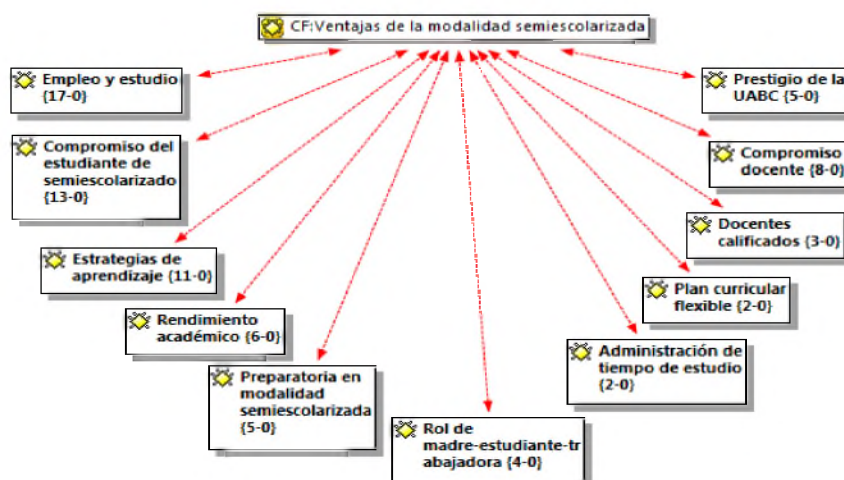 CF:Ventajas de la modalidad semiescolarizada
Empleo y estudio
{17-0}
Prestigio de la
UABC {5-0}
Compromiso del
estudiante de
semiescolarizado
{13-0}
Compromiso
docente {8-0}
Docentes
calificados {3-0}
Estrategias de
aprendizaje {11-0}
Plan curricular
flexible {2-0}
Rendimiento
académico {6-0}
Administración de
tiempo de estudio
{2-0}
Preparatoria en
modalidad
semiescolarizada
{5-0}
Rol de
madre-estudiante-tr
abajadora {4-0}